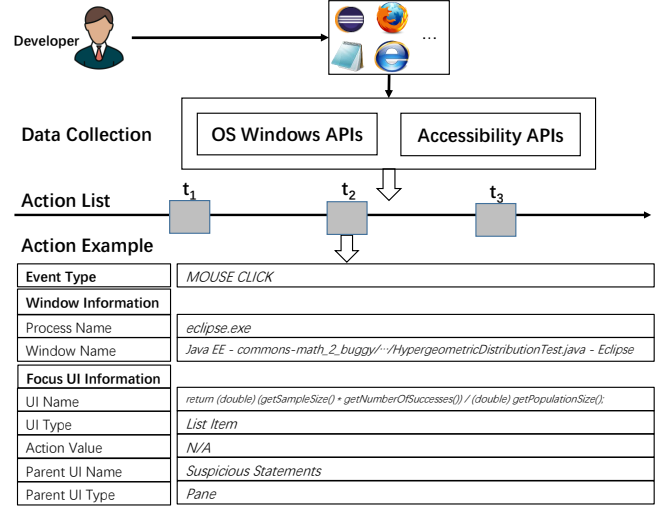 Developer
...
Data Collection
OS Windows APIs
Accessibility APIs
Action List
t1
t2
t3
Action Example
Event Type
MOUSE CLICK
Window Information
Process Name
eclipse.exe
Window Name
Java EE - commons-math_2_buggy/…/HypergeometricDistributionTest.java - Eclipse
Focus UI Information
UI Name
return (double) (getSampleSize() * getNumberOfSuccesses()) / (double) getPopulationSize();
UI Type
List Item
Action Value
N/A
Parent UI Name
Suspicious Statements
Parent UI Type
Pane